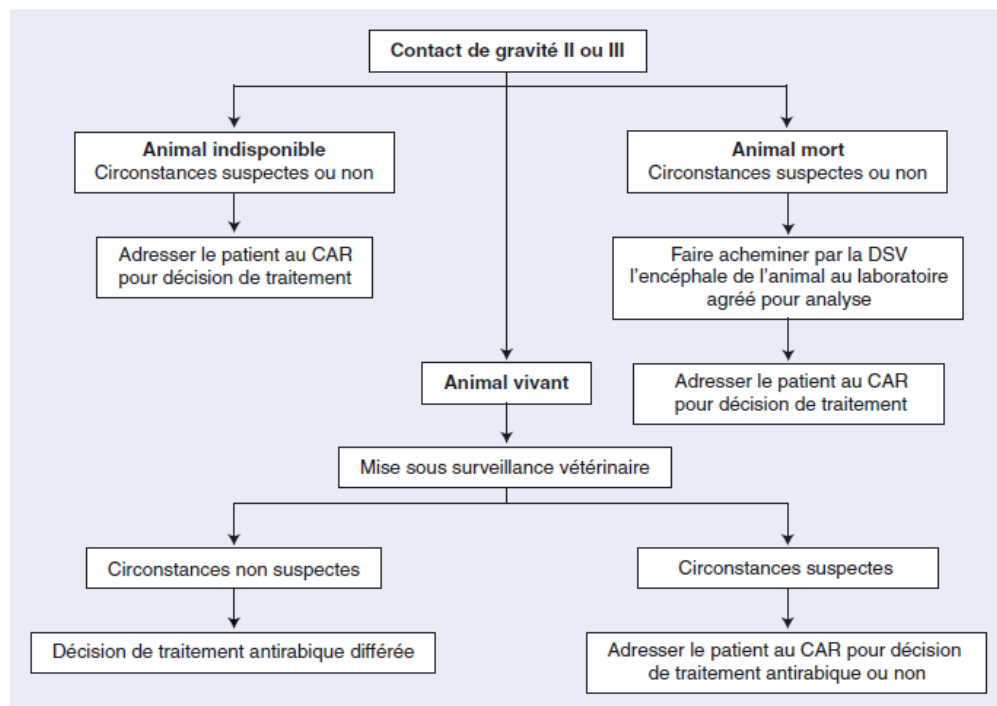 Contact de gravité II ou III
Animal indisponible
Circonstances suspectes ou non
Adresser le patient au CAR
pour décision de traitement
Animal mort
Circonstances suspectes ou non
Faire acheminer par la DSV
l'encéphale de l'animal au laboratoire
agréé pour analyse
Adresser le patient au CAR
pour décision de traitement
Animal vivant
Mise sous surveillance vétérinaire
Circonstances non suspectes
Décision de traitement antirabique différée
Circonstances suspectes
Adresser le patient au CAR pour décision
de traitement antirabique ou non